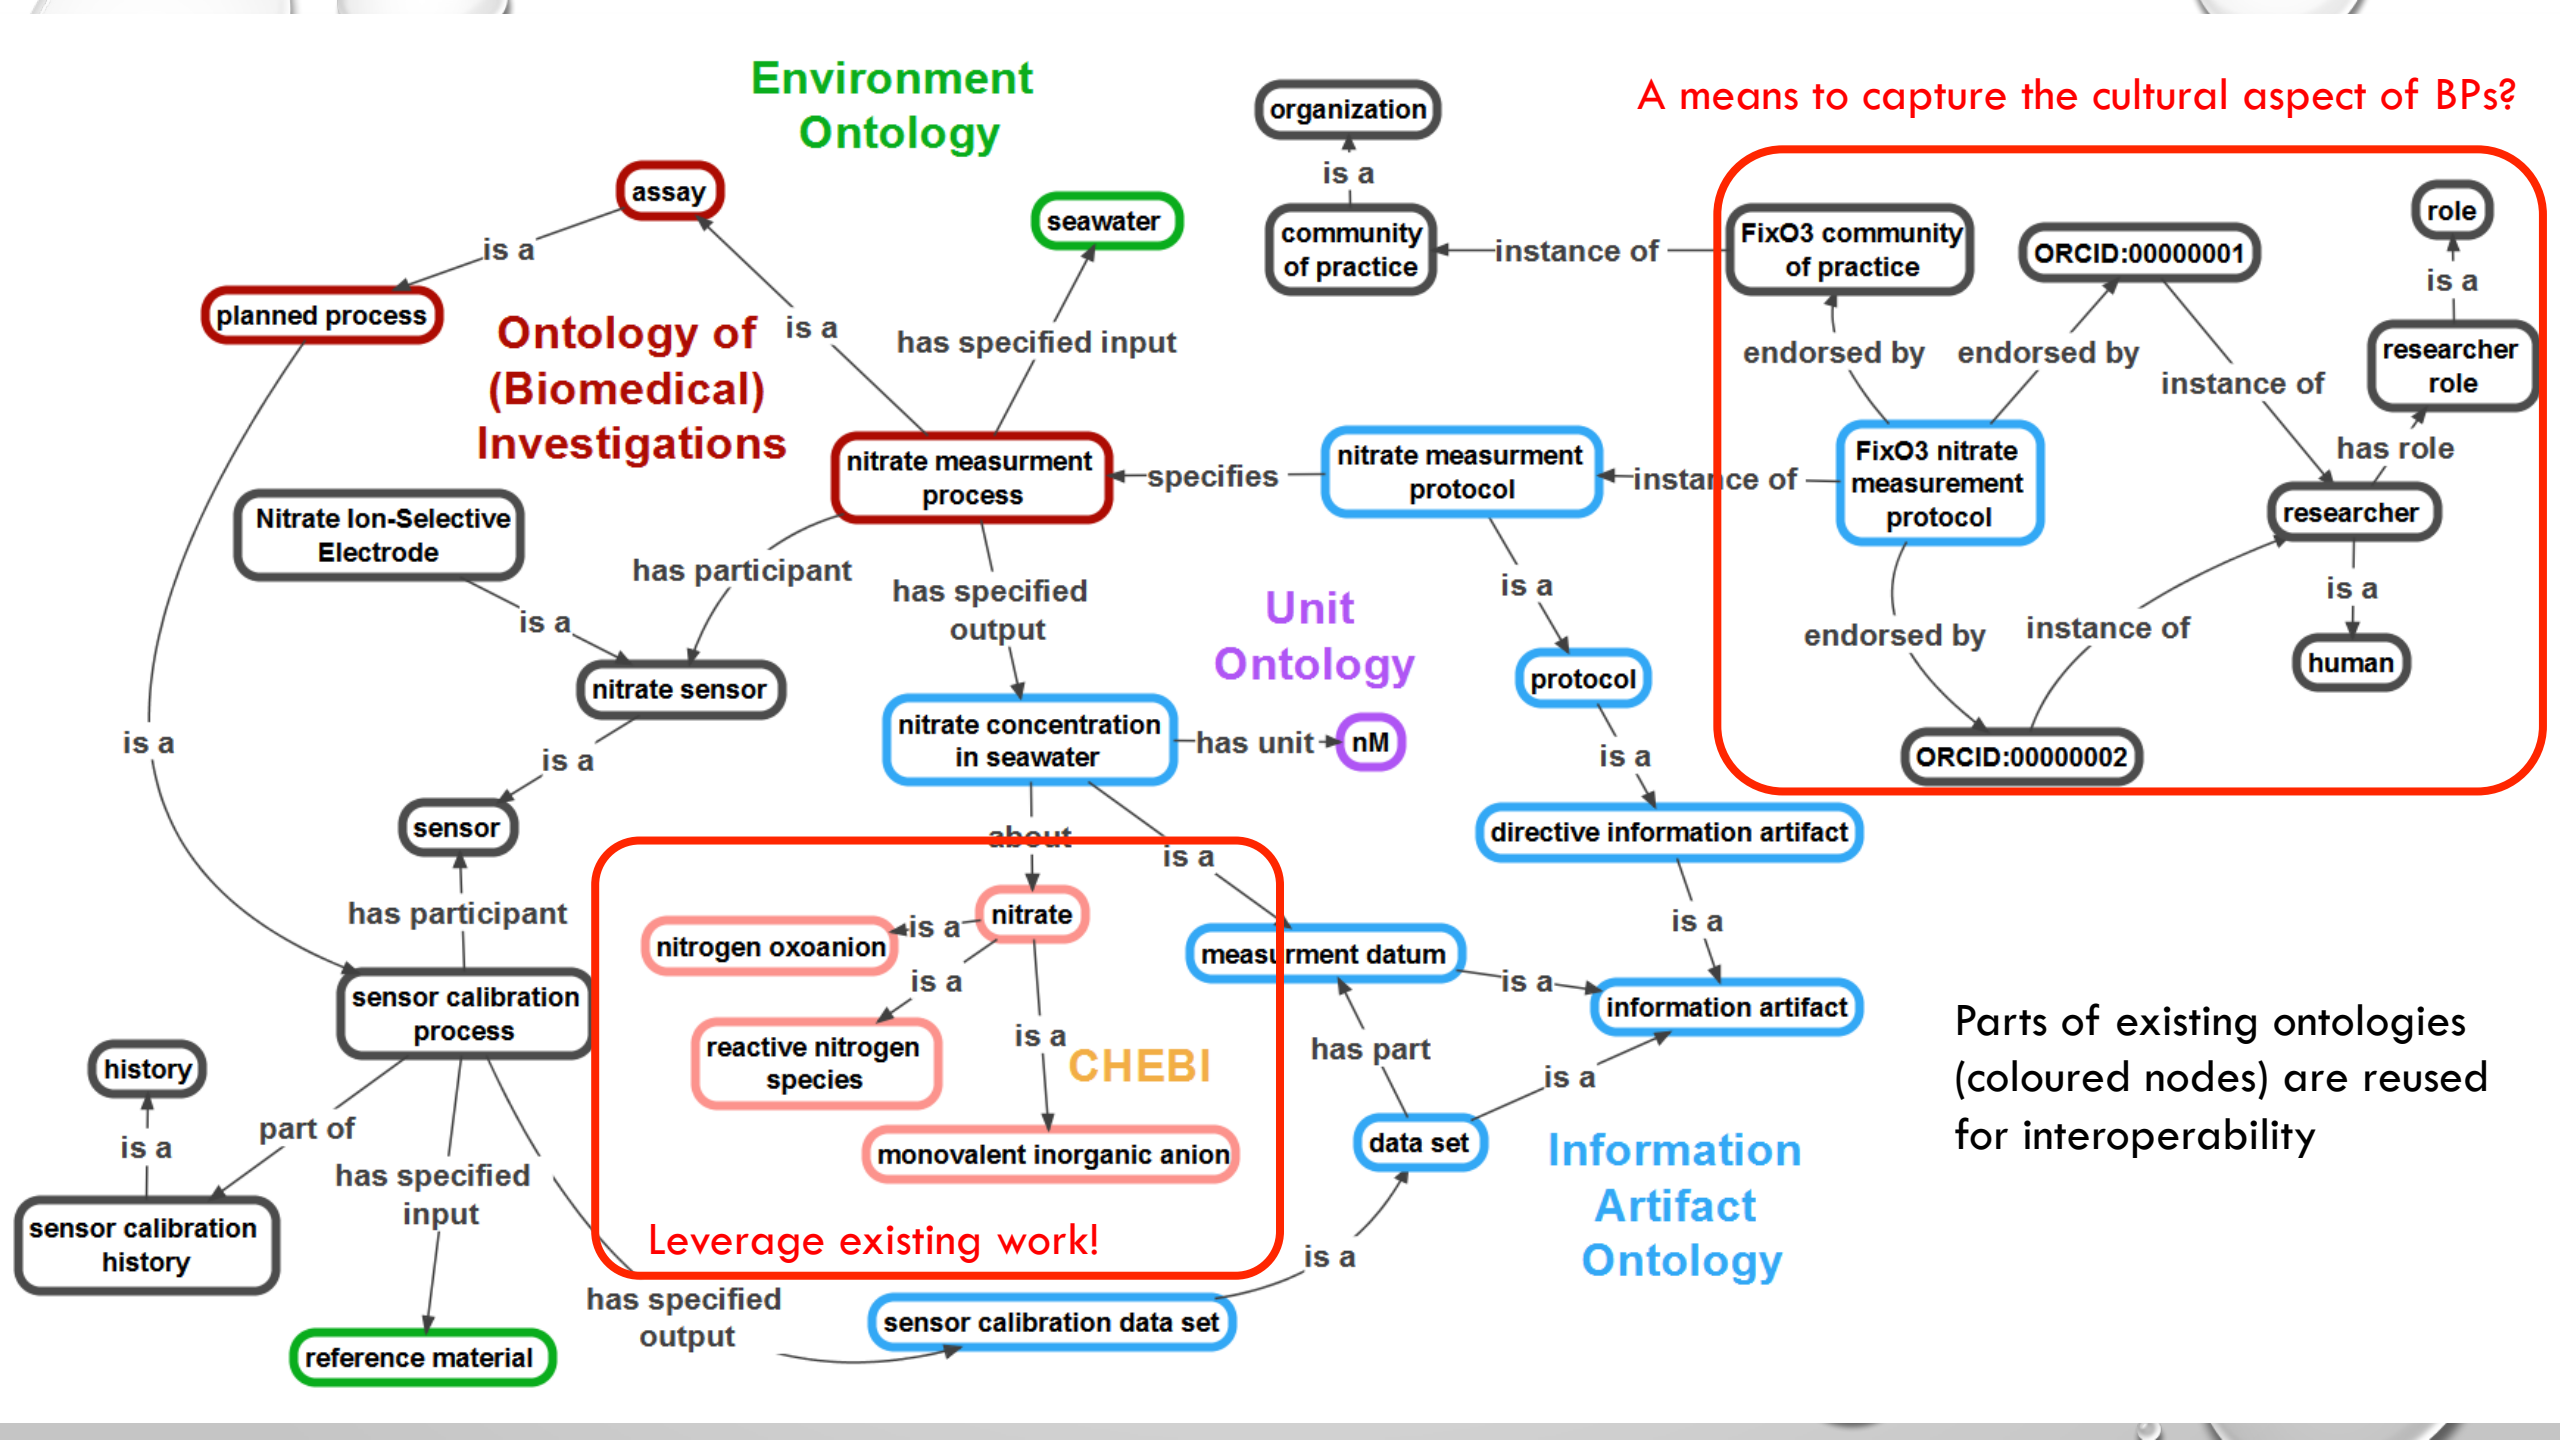 Environment
Ontology
A means to capture the cultural aspect of BPs?
organization
is a
assay
seawater
community
of practice
instance of
FixO3 community
of practice
ORCID:00000001
role
is a
is a
planned process
Ontology of
(Biomedical)
Investigations
is a
has specified input
endorsed by
endorsed by
instance of
researcher
role
has role
nitrate measurment
process
specifies
nitrate measurment
protocol
instance of
FixO3 nitrate
measurement
protocol
researcher
Nitrate Ion-Selective
Electrode
has participant
has specified
output
is a
is a
is a
Unit
Ontology
endorsed by
instance of
human
nitrate sensor
protocol
is a
nitrate concentration
in seawater
has unit
nM
is a
ORCID:00000002
is a
sensor
about
is a
directive information artifact
has participant
nitrate
is a
nitrogen oxoanion
is a
measurment datum
is a
is a
information artifact
sensor calibration
process
reactive nitrogen
species
is a
CHEBI
has part
is a
Parts of existing ontologies
(coloured nodes) are reused
for interoperability
history
is a
part of
has specified
input
monovalent inorganic anion
data set
Information
Artifact
Ontology
sensor calibration
history
Leverage existing work!
is a
has specified
output
sensor calibration data set
reference material